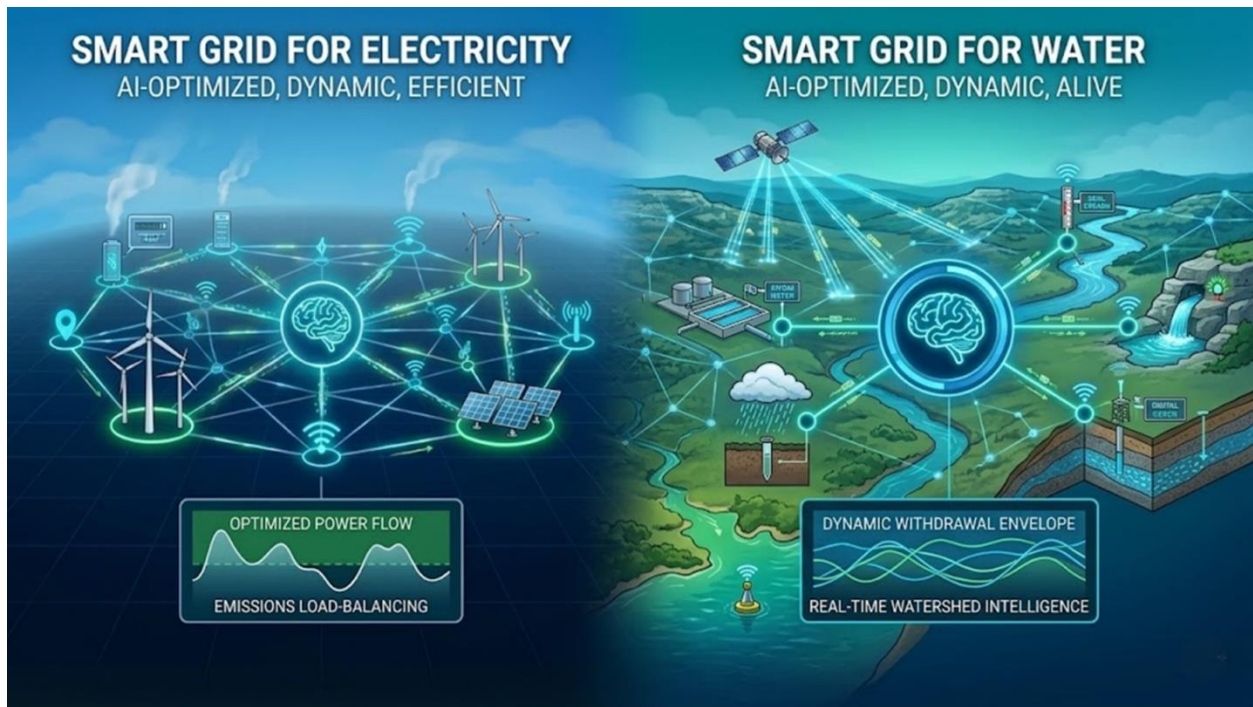 SMART GRID FOR ELECTRICITY
AI-OPTIMIZED, DYNAMIC, EFFICIENT
OPTIMIZED POWER FLOW
EMISSIONS LOAD-BALANCING
SMART GRID FOR WATER
AI-OPTIMIZED, DYNAMIC, ALIVE
DIGITAL
DYNAMIC WITHDRAWAL ENVELOPE
REAL-TIME WATERSHED INTELLIGENCE